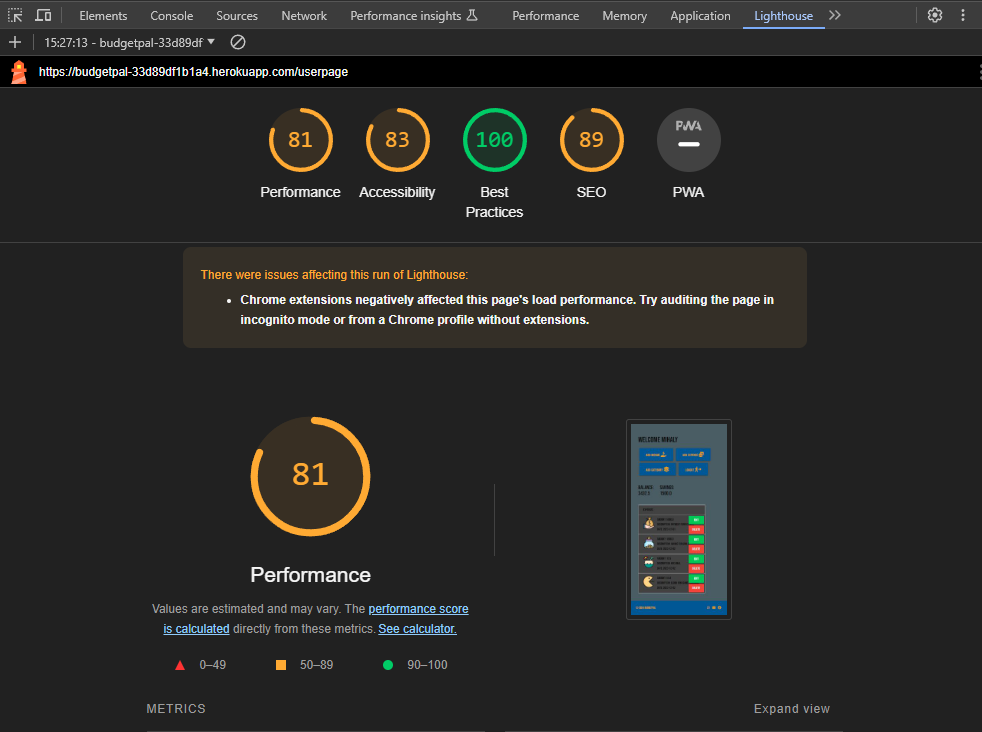 Elements Console Sources Network Performance insights Performance Memory Application Lighthouse
15:27:13 - budgetpal-33d89df
https://budgetpal-33d89df1b1a4.herokuapp.com/userpage
81 83 100 89 PWA
Performance Accessibility Best Practices SEO PWA
There were issues affecting this run of Lighthouse:
• Chrome extensions negatively affected this page's load performance. Try auditing the page in
incognito mode or from a Chrome profile without extensions.
81
WELCOME MIHALY
Performance
Values are estimated and may vary. The performance score
is calculated directly from these metrics. See calculator.
0–49 50–89 90–100
METRICS Expand view